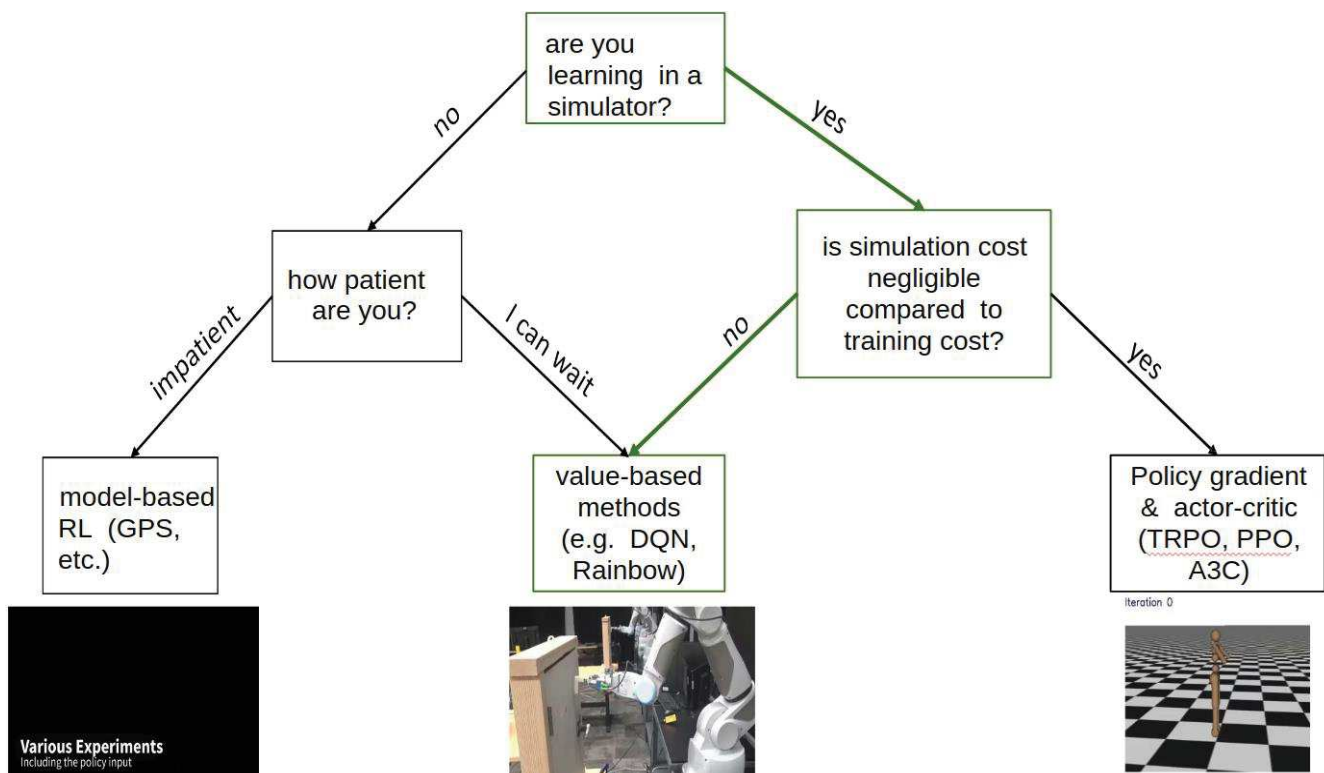 are you
learning in a
simulator?
no
yes
how patient
are you?
is simulation cost
negligible
compared to
training cost?
impatient
I can wait
no
yes
model-based
RL (GPS,
etc.)
value-based
methods
(e.g. DQN,
Rainbow)
Policy gradient
& actor-critic
(TRPO, PPO,
A3C)
Iteration 0
Various Experiments
Including the policy input